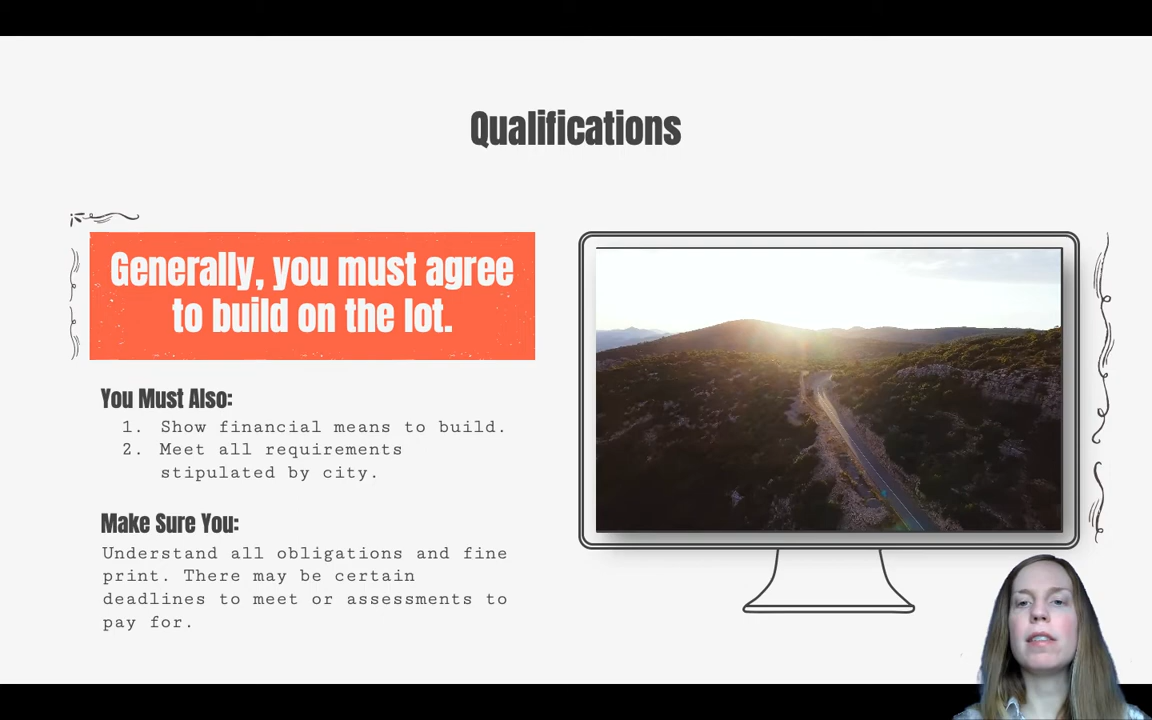 Qualifications
Generally, you must agree
to build on the lot.
You Must Also:
1. Show financial means to build.
2. Meet all requirements
stipulated by city.
Make Sure You:
Understand all obligations and fine
print. There may be certain
deadlines to meet or assessments to
pay for.